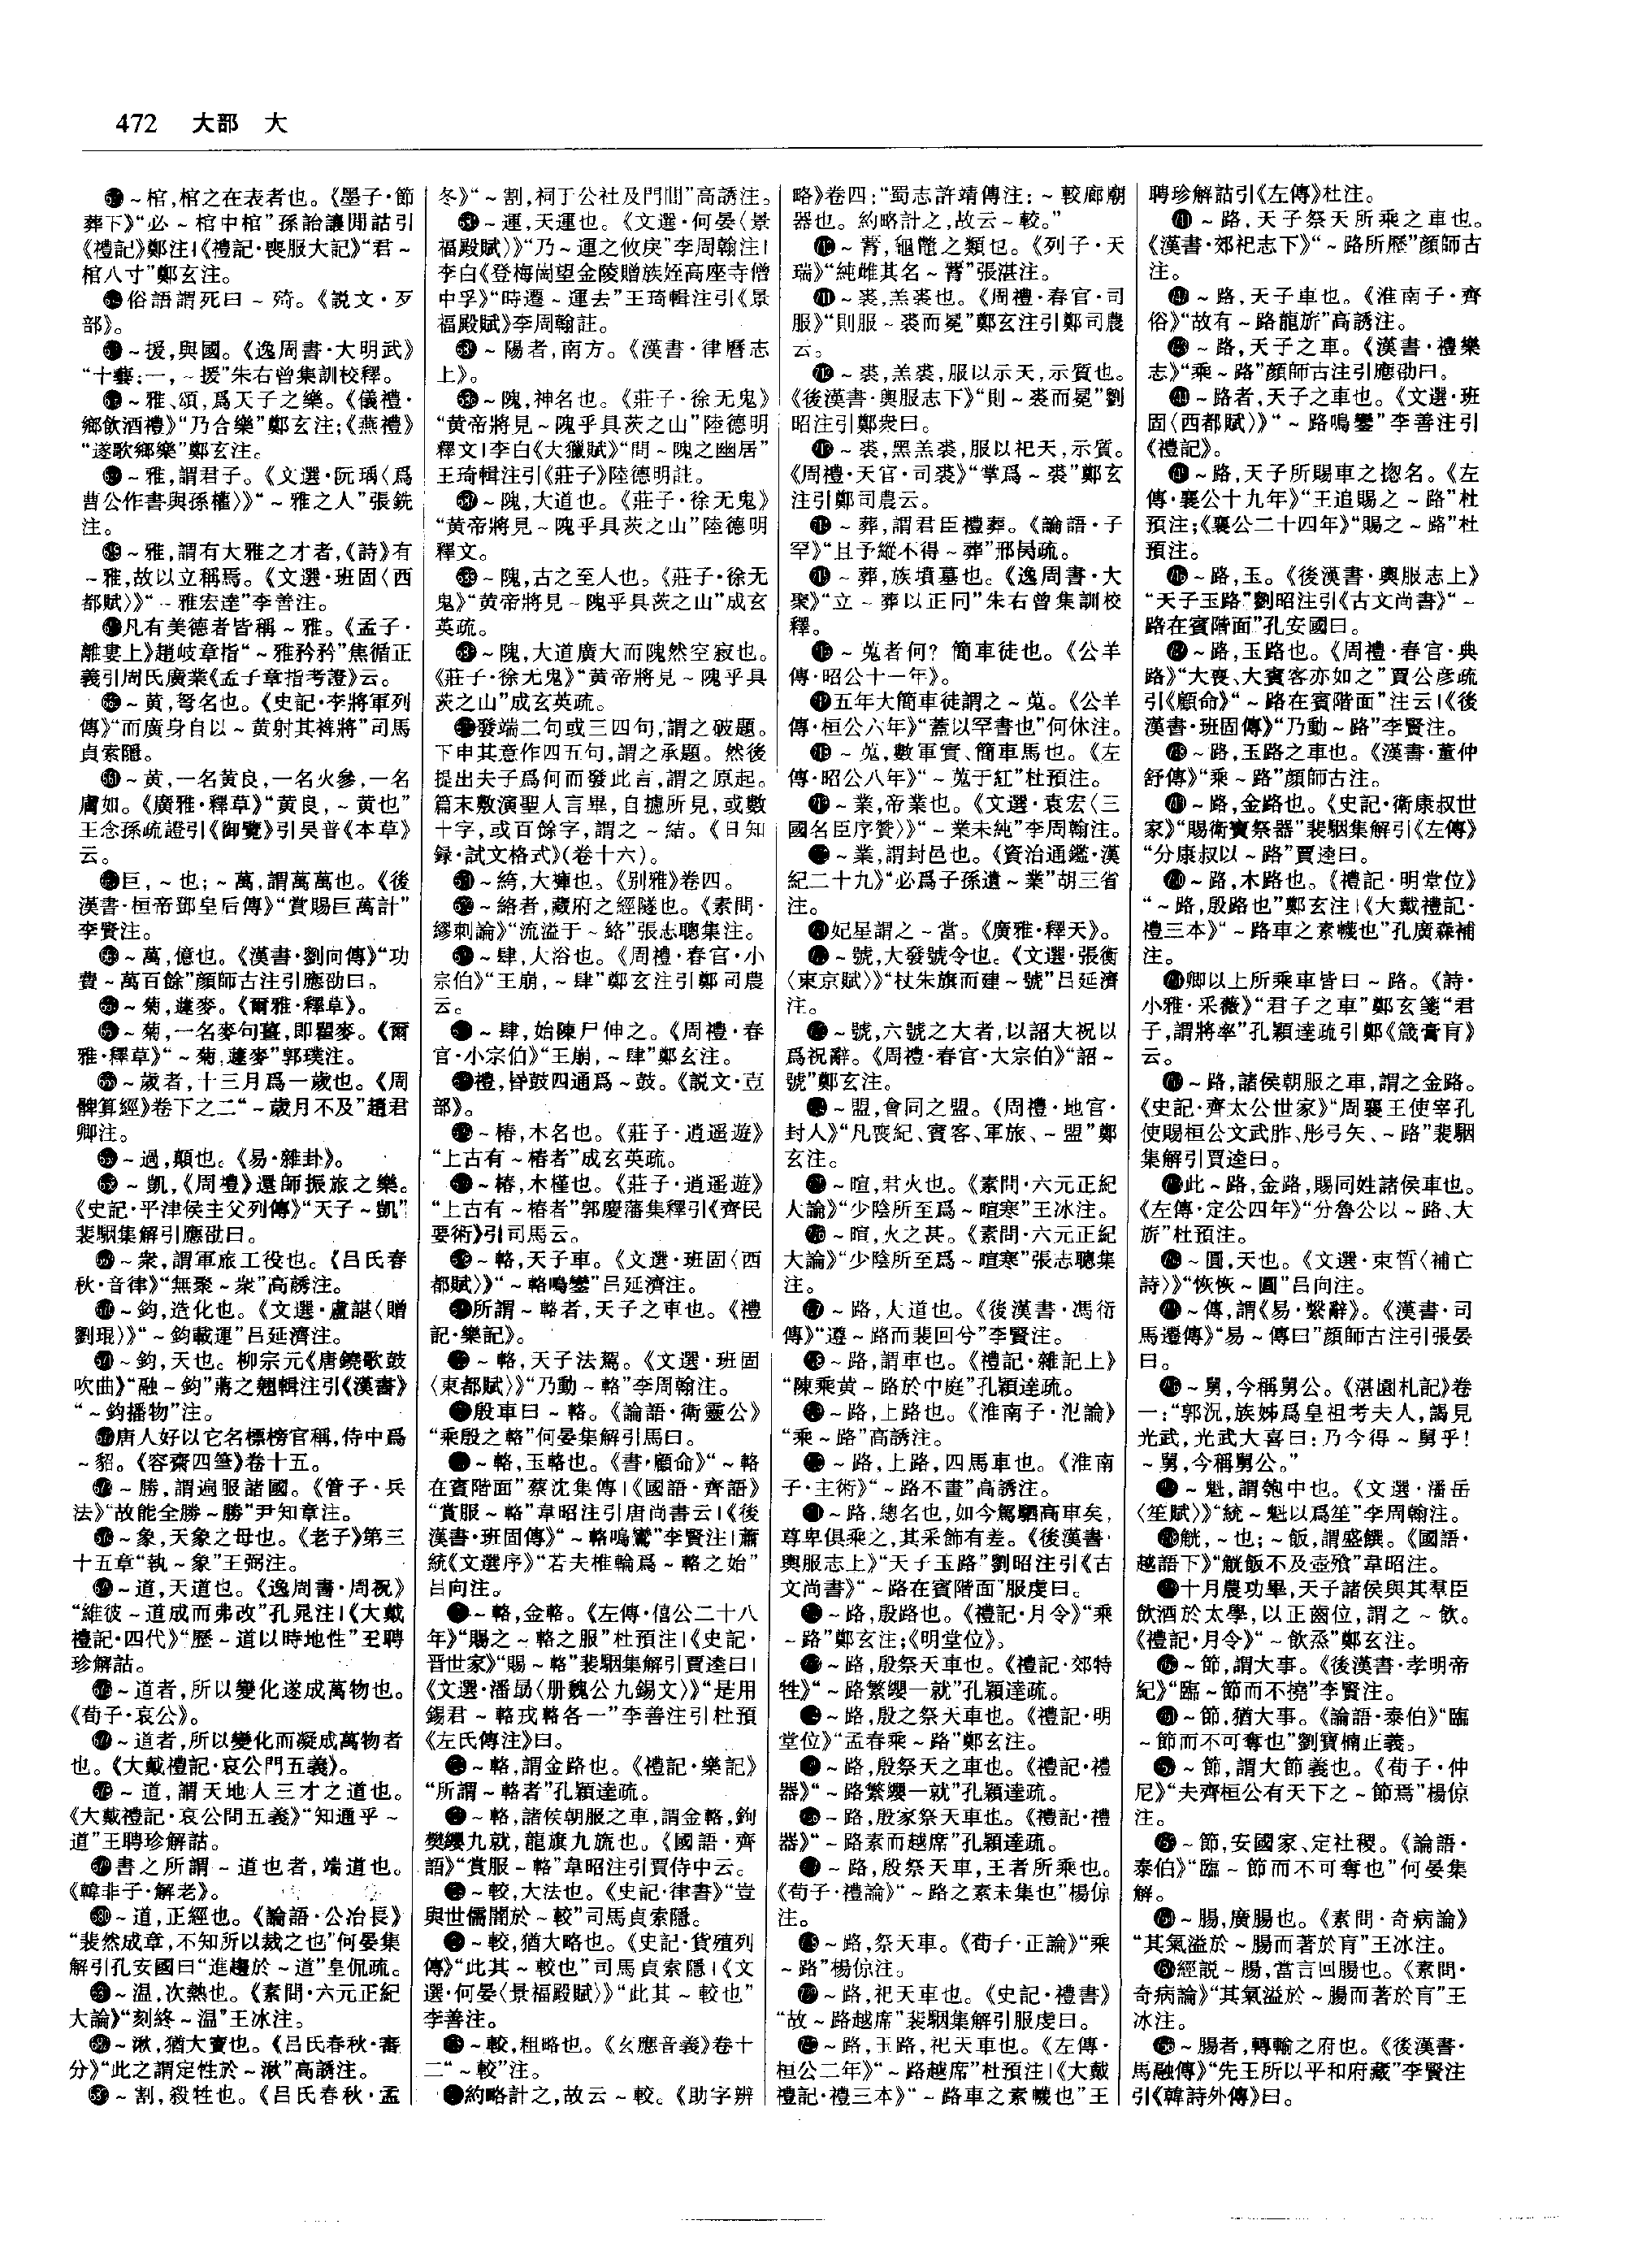 472 大部 大
～棺,棺之在表者也。《墨子·節
葬下》“必～棺中棺”孫詒讓閒詁引
《禮記》鄭注|《禮記·喪服大記》“君～
棺八寸”鄭玄注。
俗語謂死曰～殪。《説文·歹
部》。
～援,與國。《逸周書·大明武》
“十藝:一,～援”朱右曾集訓校釋。
～雅、頌,爲天子之樂。《儀禮·
鄉飲酒禮》“乃合樂”鄭玄注;《燕禮》
“遂歌鄉樂”鄭玄注。
～雅,謂君子。《文選·阮瑀〈爲
曹公作書與孫權〉》“～雅之人”張銑
注。
～雅,謂有大雅之才者,《詩》有
～雅,故以立稱焉。《文選·班固〈西
都賦〉》“～雅宏達”李善注。
凡有美德者皆稱～雅。《孟子·
離婁上》趙岐章指“～雅矜矜”焦循正
義引周氏廣業《孟子章指考證》云。
～黄,弩名也。《史記·李將軍列
傳》“而廣身自以～黄射其裨將”司馬
貞索隱。
～黄,一名黄良,一名火參,一名
膚如。《廣雅·釋草》“黄良,～黄也”
王念孫疏證引《御覽》引吴普《本草》
云。
巨,～也;～萬,謂萬萬也。《後
漢書·桓帝鄧皇后傳》“賞賜巨萬計”
李賢注。
～萬,億也。《漢書·劉向傳》“功
費～萬百餘”顔師古注引應劭曰。
～菊,蘧麥。《爾雅·釋草》。
～菊,一名麥句薑,即瞿麥。《爾
雅·釋草》“～菊,蘧麥”郭璞注。
～歲者,十三月爲一歲也。《周
髀算經》卷下之二“～歲月不及”趙君
卿注。
～過,顛也。《易·雜卦》。
～凱,《周禮》還師振旅之樂。
《史記·平津侯主父列傳》“天子～凱”
裴駰集解引應劭曰。
～衆,謂軍旅工役也。《吕氏春
秋·音律》“無聚～衆”高誘注。
～鈞,造化也。《文選·盧諶〈贈
劉琨〉》“～鈞載運”吕延濟注。
～鈞,天也。柳宗元《唐鐃歌鼓
吹曲》“融～鈞”蔣之翹輯注引《漢書》
“～鈞播物”注。
唐人好以它名標榜官稱,侍中爲
～貂。《容齋四筆》卷十五。
～勝,謂遍服諸國。《管子·兵
法》“故能全勝～勝”尹知章注。
～象,天象之母也。《老子》第三
十五章“執～象”王弼注。
～道,天道也。《逸周書·周祝》
“維彼～道成而弗改”孔晁注|《大戴
禮記·四代》“歷～道以時地性”王聘
珍解詁。
～道者,所以變化遂成萬物也。
《荀子·哀公》。
～道者,所以變化而凝成萬物者
也。《大戴禮記·哀公問五義》。
～道,謂天地人三才之道也。
《大戴禮記·哀公問五義》“知通乎～
道”王聘珍解詁。
書之所謂～道也者,端道也。
《韓非子·解老》。
～道,正經也。《論語·公冶長》
“裴然成章,不知所以裁之也”何晏集
解引孔安國曰“進趨於～道”皇侃疏。
～温,次熱也。《素問·六元正紀
大論》“刻終～温”王冰注。
～湫,猶大竇也。《吕氏春秋·審
分》“此之謂定性於～湫”高誘注。
～割,殺牲也。《吕氏春秋·孟
冬》“～割,祠于公社及門閭”高誘注。
～運,天運也。《文選·何晏〈景
福殿賦〉》“乃～運之攸戾”李周翰注|
李白《登梅崗望金陵贈族姪高座寺僧
中孚》“時遷～運去”王琦輯注引《景
福殿賦》李周翰註。
～陽者,南方。《漢書·律曆志
上》。
～隗,神名也。《莊子·徐无鬼》
“黄帝將見～隗乎具茨之山”陸德明
釋文|李白《大獵賦》“問～隗之幽居”
王琦輯注引《莊子》陸德明註。
～隗,大道也。《莊子·徐无鬼》
“黄帝將見～隗乎具茨之山”陸德明
釋文。
～隗,古之至人也。《莊子·徐无
鬼》“黄帝將見～隗乎具茨之山”成玄
英疏。
～隗,大道廣大而隗然空寂也。
《莊子·徐无鬼》“黄帝將見～隗乎具
茨之山”成玄英疏。
發端二句或三四句,謂之破題。
下申其意作四五句,謂之承題。然後
提出夫子爲何而發此言,謂之原起。
篇末敷演聖人言畢,自攄所見,或數
十字,或百餘字,謂之～結。《日知
録·試文格式》(卷十六)。
～絝,大褲也。《别雅》卷四。
～絡者,藏府之經隧也。《素問·
繆刺論》“流溢于～絡”張志聰集注。
～肆,大浴也。《周禮·春官·小
宗伯》“王崩,～肆”鄭玄注引鄭司農
云。
～肆,始陳尸伸之。《周禮·春
官·小宗伯》“王崩,～肆”鄭玄注。
禮,昏鼓四通爲～鼓。《説文·壴
部》。
～椿,木名也。《莊子·逍遥遊》
“上古有～椿者”成玄英疏。
～椿,木槿也。《莊子·逍遥遊》
“上古有～椿者”郭慶藩集釋引《齊民
要術》引司馬云。
～輅,天子車。《文選·班固〈西
都賦〉》“～輅鳴鑾”吕延濟注。
所謂～輅者,天子之車也。《禮
記·樂記》。
～輅,天子法駕。《文選·班固
〈東都賦〉》“乃動～輅”李周翰注。
殷車曰～輅。《論語·衛靈公》
“乘殷之輅”何晏集解引馬曰。
～輅,玉輅也。《書·顧命》“～輅
在賓階面”蔡沈集傳|《國語·齊語》
“賞服～輅”韋昭注引唐尚書云|《後
漢書·班固傳》“～輅鳴鸞”李賢注|蕭
統《文選序》“若夫椎輪爲～輅之始”
吕向注。
～輅,金輅。《左傳·僖公二十八
年》“賜之～輅之服”杜預注|《史記·
晋世家》“賜～輅”裴駰集解引賈逵曰|
《文選·潘勗〈册魏公九錫文〉》“是用
錫君～輅戎輅各一”李善注引杜預
《左氏傳注》曰。
～輅,謂金路也。《禮記·樂記》
“所謂～輅者”孔穎達疏。
～輅,諸侯朝服之車,謂金輅,鉤
樊纓九就,龍旗九旒也。《國語·齊
語》“賞服～輅”韋昭注引賈侍中云。
～較,大法也。《史記·律書》“豈
與世儒闇於～較”司馬貞索隱。
～較,猶大略也。《史記·貨殖列
傳》“此其～較也”司馬貞索隱|《文
選·何晏〈景福殿賦〉》“此其～較也”
李善注。
～較,粗略也。《玄應音義》卷十
二“～較”注。
約略計之,故云～較。《助字辨
略》卷四:“蜀志許靖傳注:～較廊廟
器也。約略計之,故云～較。”
～䐁,龜鼈之類也。《列子·天
瑞》“純雌其名～䐁”張湛注。
～裘,羔裘也。《周禮·春官·司
服》“則服～裘而冕”鄭玄注引鄭司農
云。
～裘,羔裘,服以示天,示質也。
《後漢書·輿服志下》“則～裘而冕”劉
昭注引鄭衆曰。
～裘,黑羔裘,服以祀天,示質。
《周禮·天官·司裘》“掌爲～裘”鄭玄
注引鄭司農云。
～葬,謂君臣禮葬。《論語·子
罕》“且予縱不得～葬”邢昺疏。
～葬,族墳墓也。《逸周書·大
聚》“立～葬以正同”朱右曾集訓校
釋。
～蒐者何?簡車徒也。《公羊
傳·昭公十一年》。
五年大簡車徒謂之～蒐。《公羊
傳·桓公六年》“蓋以罕書也”何休注。
～蒐,數軍實、簡車馬也。《左
傳·昭公八年》“～蒐于紅”杜預注。
～業,帝業也。《文選·袁宏〈三
國名臣序贊〉》“～業未純”李周翰注。
～業,謂封邑也。《資治通鑑·漢
紀二十九》“必爲子孫遺～業”胡三省
注。
妃星謂之～當。《廣雅·釋天》。
～號,大發號令也。《文選·張衡
〈東京賦〉》“杖朱旗而建～號”吕延濟
注。
～號,六號之大者,以詔大祝以
爲祝辭。《周禮·春官·大宗伯》“詔～
號”鄭玄注。
～盟,會同之盟。《周禮·地官·
封人》“凡喪紀、賓客、軍旅、～盟”鄭
玄注。
～暄,君火也。《素問·六元正紀
人論》“少陰所至爲～暄寒”王冰注。
～暄,火之甚。《素問·六元正紀
大論》“少陰所至爲～暄寒”張志聰集
注。
～路,大道也。《後漢書·馮衍
傳》“遵～路而裴回兮”李賢注。
～路,謂車也。《禮記·雜記上》
“陳乘黄～路於中庭”孔穎達疏。
～路,上路也。《淮南子·氾論》
“乘～路”高誘注。
～路,上路,四馬車也。《淮南
子·主術》“～路不畫”高誘注。
～路,總名也,如今駕駟高車矣,
尊卑俱乘之,其采飾有差。《後漢書·
輿服志上》“天子玉路”劉昭注引《古
文尚書》“～路在賓階面”服虔曰。
～路,殷路也。《禮記·月令》“乘
～路”鄭玄注;《明堂位》。
～路,殷祭天車也。《禮記·郊特
牲》“～路繁纓一就”孔穎達疏。
～路,殷之祭天車也。《禮記·明
堂位》“孟春乘～路”鄭玄注。
～路,殷祭天之車也。《禮記·禮
器》“～路繁纓一就”孔穎達疏。
～路,殷家祭天車也。《禮記·禮
器》“～路素而越席”孔穎達疏。
～路,殷祭天車,王者所乘也。
《荀子·禮論》“～路之素未集也”楊倞
注。
～路,祭天車。《荀子·正論》“乘
～路”楊倞注。
～路,祀天車也。《史記·禮書》
“故～路越席”裴駰集解引服虔曰。
～路,玉路,祀天車也。《左傳·
桓公二年》“～路越席”杜預注|《大戴
禮記·禮三本》“～路車之素幭也”王
聘珍解詁引《左傳》杜注。
～路,天子祭天所乘之車也。
《漢書·郊祀志下》“～路所歷”顔師古
注。
～路,天子車也。《淮南子·齊
俗》“故有～路龍旂”高誘注。
～路,天子之車。《漢書·禮樂
志》“乘～路”顔師古注引應劭曰。
～路者,天子之車也。《文選·班
固〈西都賦〉》“～路鳴鑾”李善注引
《禮記》。
～路,天子所賜車之揔名。《左
傳·襄公十九年》“王追賜之～路”杜
預注;《襄公二十四年》“賜之～路”杜
預注。
～路,玉。《後漢書·輿服志上》
“天子玉路”劉昭注引《古文尚書》“～
路在賓階面”孔安國曰。
～路,玉路也。《周禮·春官·典
路》“大喪、大賓客亦如之”賈公彦疏
引《顧命》“～路在賓階面”注云|《後
漢書·班固傳》“乃動～路”李賢注。
～路,玉路之車也。《漢書·董仲
舒傳》“乘～路”顔師古注。
～路,金路也。《史記·衛康叔世
家》“賜衛寶祭器”裴駰集解引《左傳》
“分康叔以～路”賈逵曰。
～路,木路也。《禮記·明堂位》
“～路,殷路也”鄭玄注|《大戴禮記·
禮三本》“～路車之素幭也”孔廣森補
注。
卿以上所乘車皆曰～路。《詩·
小雅·采薇》“君子之車”鄭玄箋“君
子,謂將率”孔穎達疏引鄭《箴膏肓》
云。
～路,諸侯朝服之車,謂之金路。
《史記·齊太公世家》“周襄王使宰孔
使賜桓公文武胙、彤弓矢、～路”裴駰
集解引賈逵曰。
此～路,金路,賜同姓諸侯車也。
《左傳·定公四年》“分魯公以～路、大
旂”杜預注。
～圓,天也。《文選·束晳〈補亡
詩〉》“恢恢～圓”吕向注。
～傳,謂《易·繫辭》。《漢書·司
馬遷傳》“易～傳曰”顔師古注引張晏
曰。
～舅,今稱舅公。《湛園札記》卷
一:“郭況,族姊爲皇祖考夫人,謁見
光武,光武大喜曰:乃今得～舅乎!
～舅,今稱舅公。”
～魁,謂匏中也。《文選·潘岳
〈笙賦〉》“統～魁以爲笙”李周翰注。
觥,～也;～飯,謂盛饌。《國語·
越語下》“觥飯不及壺飱”韋昭注。
十月農功畢,天子諸侯與其羣臣
飲酒於太學,以正齒位,謂之～飲。
《禮記·月令》“～飲烝”鄭玄注。
～節,謂大事。《後漢書·孝明帝
紀》“臨～節而不撓”李賢注。
～節,猶大事。《論語·泰伯》“臨
～節而不可奪也”劉寶楠正義。
～節,謂大節義也。《荀子·仲
尼》“夫齊桓公有天下之～節焉”楊倞
注。
～節,安國家、定社稷。《論語·
泰伯》“臨～節而不可奪也”何晏集
解。
～腸,廣腸也。《素問·奇病論》
“其氣溢於～腸而著於肓”王冰注。
經説～腸,當言回腸也。《素問·
奇病論》“其氣溢於～腸而著於肓”王
冰注。
～腸者,轉輸之府也。《後漢書·
馬融傳》“先王所以平和府藏”李賢注
引《韓詩外傳》曰。